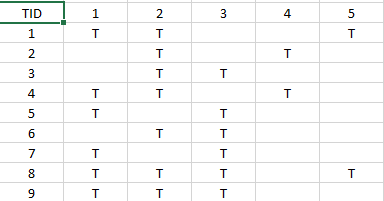 TID 1 2 3 4 5
1 T T T
2 T T
3 T T
4 T T T
5 T T
6 T T
7 T T
8 T T T T
9 T T T